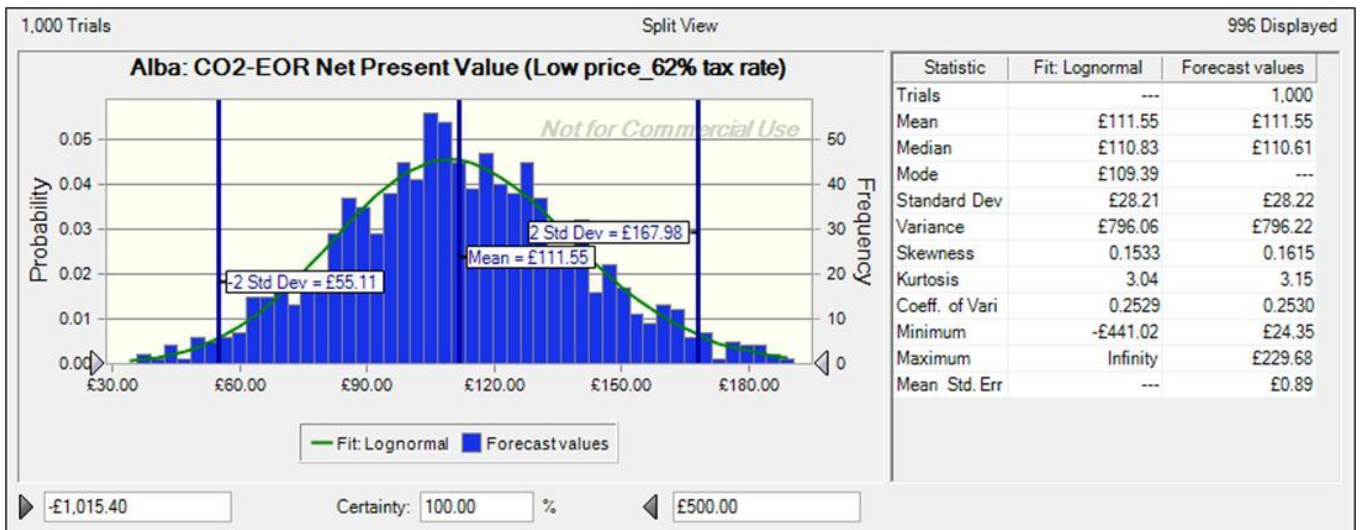 1,000 Trials Split View 996 Displayed
Alba: CO2-EOR Net Present Value (Low price_62% tax rate)
Not for Commercial Use
Probability
0.05
0.04
0.03
0.02
0.01
0.00
Frequency
50
40
30
20
10
0
2 Std Dev = £167.98
Mean = £111.55
-2 Std Dev = £55.11
£30.00 £60.00 £90.00 £120.00 £150.00 £180.00
Fit: Lognormal Forecast values
Statistic Fit: Lognormal Forecast values
Trials --- 1,000
Mean £111.55 £111.55
Median £110.83 £110.61
Mode £109.39 ---
Standard Dev £28.21 £28.22
Variance £796.06 £796.22
Skewness 0.1533 0.1615
Kurtosis 3.04 3.15
Coeff. of Vari 0.2529 0.2530
Minimum -£441.02 £24.35
Maximum Infinity £229.68
Mean Std. Err --- £0.89
-£1,015.40 Certainty: 100.00 % £500.00